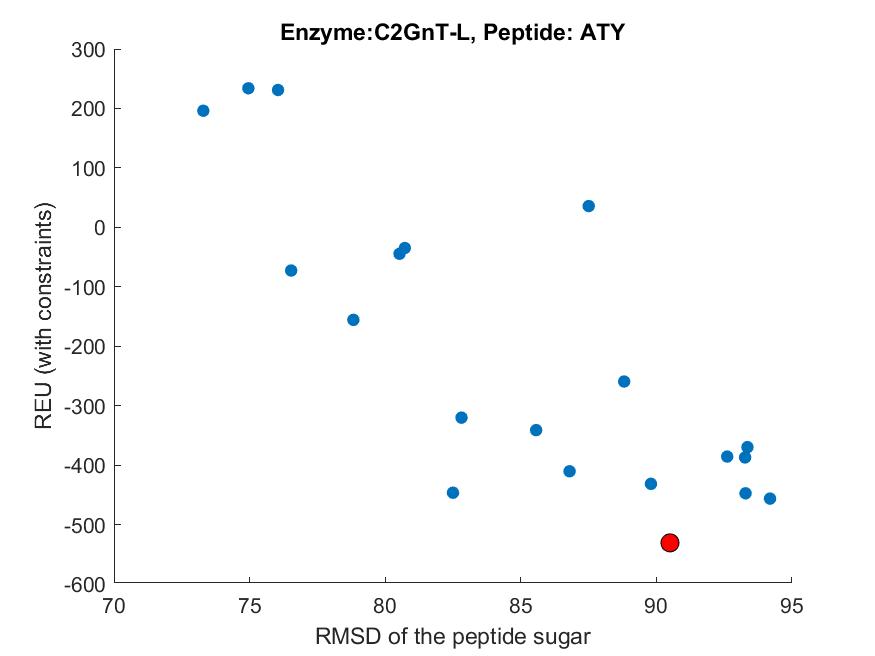 Enzyme:C2GnT-L, Peptide: ATY
300
200
100
0
-100
-200
-300
-400
-500
-600
REU (with constraints)
70 75 80 85 90 95
RMSD of the peptide sugar